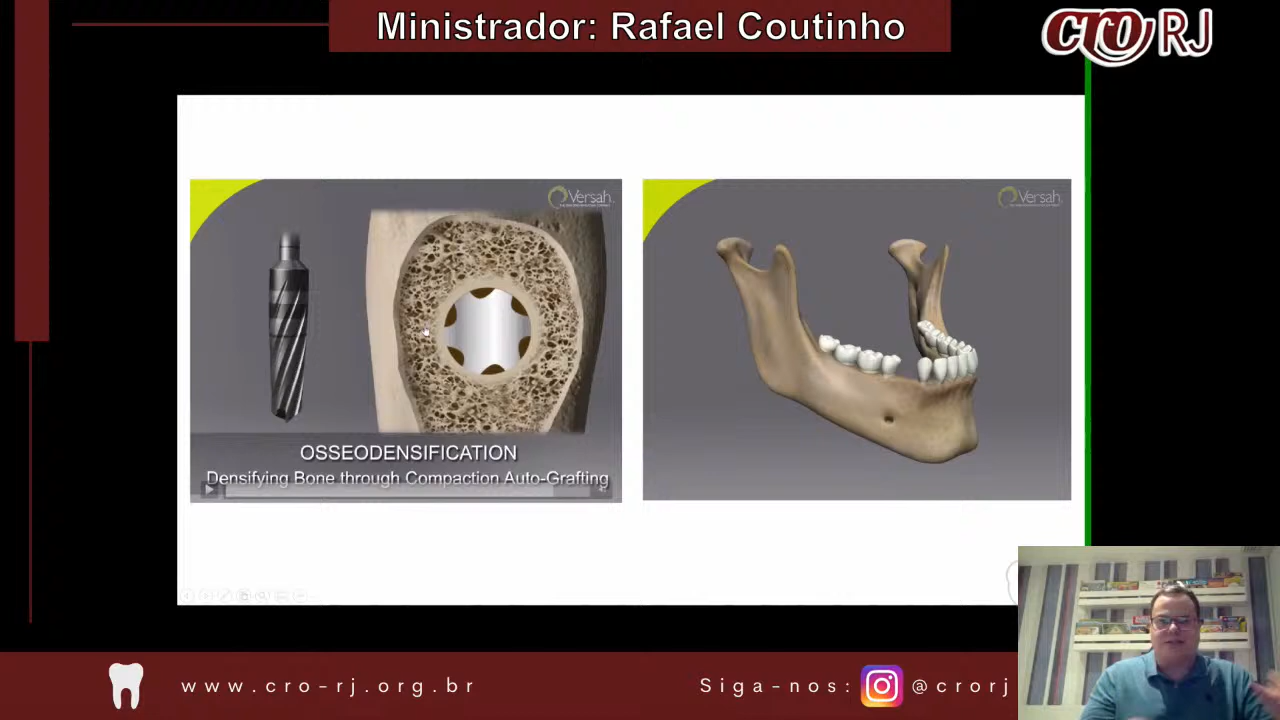 Ministrador: Rafael Coutinho
CRO RJ
Versah
Versah
OSSEODENSIFICATION
Densifying Bone through Compaction Auto-Grafting
www.cro-rj.org.br
Siga-nos:
@crorj